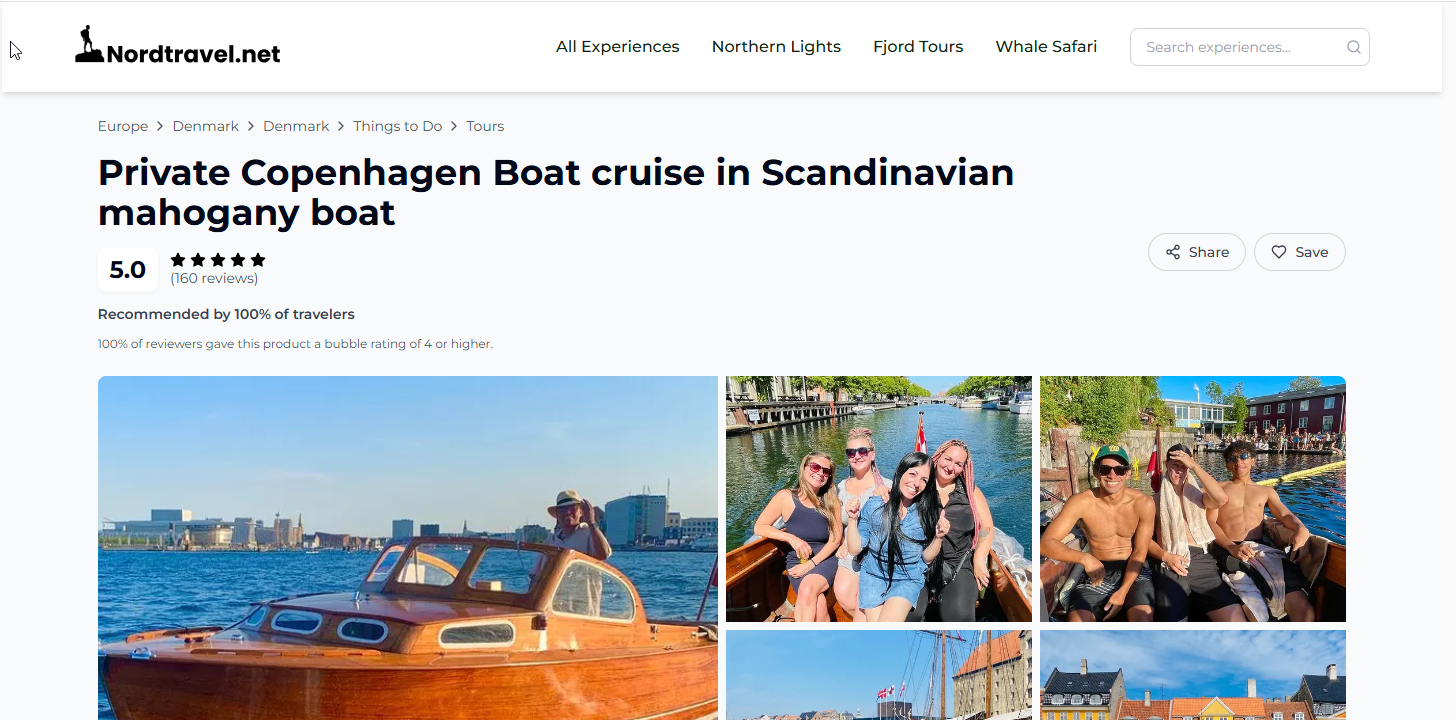 Nordtravel.net
All Experiences Northern Lights Fjord Tours Whale Safari Search experiences...
Europe > Denmark > Denmark > Things to Do > Tours
Private Copenhagen Boat cruise in Scandinavian
mahogany boat
5.0
(160 reviews)
Share Save
Recommended by 100% of travelers
100% of reviewers gave this product a bubble rating of 4 or higher.